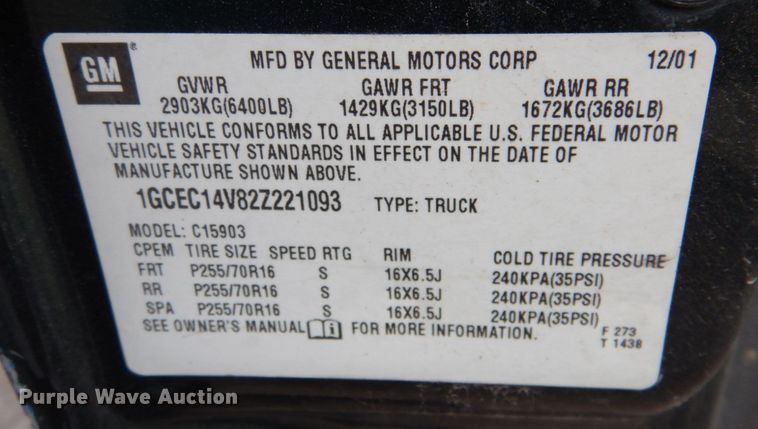 GM
®
MFD BY GENERAL MOTORS CORP 12/01
GVWR GAWR FRT GAWR RR
2903KG(6400LB) 1429KG(3150LB) 1672KG(3686LB)
THIS VEHICLE CONFORMS TO ALL APPLICABLE U.S. FEDERAL MOTOR
VEHICLE SAFETY STANDARDS IN EFFECT ON THE DATE OF
MANUFACTURE SHOWN ABOVE.
1GCEC14V82Z221093 TYPE: TRUCK
MODEL: C15903
CPEM TIRE SIZE SPEED RTG RIM COLD TIRE PRESSURE
FRT P255/70R16 S 16X6.5J 240KPA(35PSI)
RR P255/70R16 S 16X6.5J 240KPA(35PSI)
SPA P255/70R16 S 16X6.5J 240KPA(35PSI)
SEE OWNER'S MANUAL i FOR MORE INFORMATION.
F 273
T 1438
Purple Wave Auction